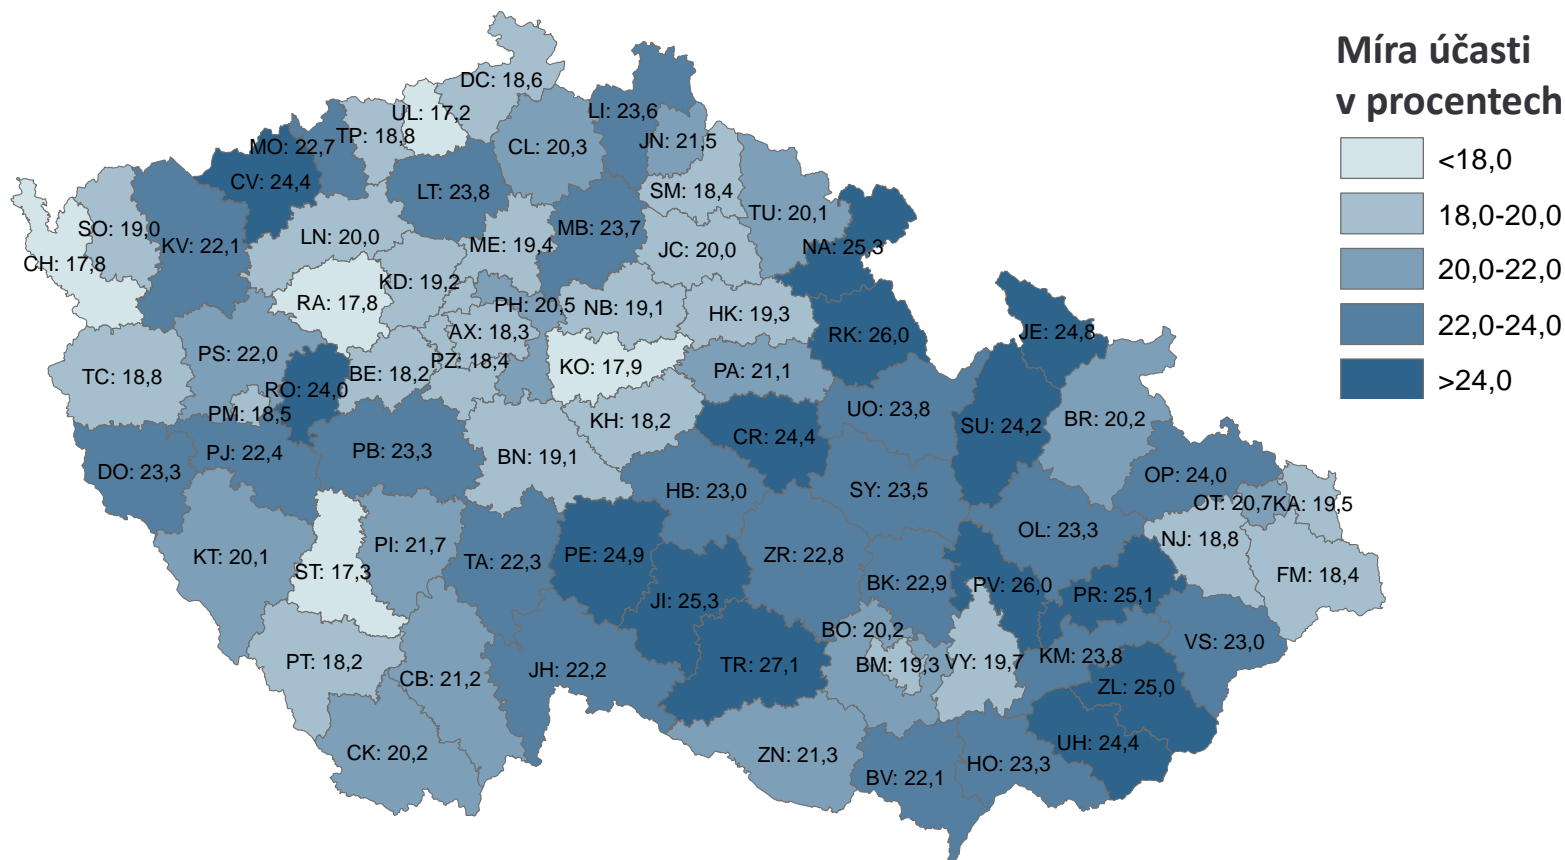 Míra účasti
v procentech
<18,0
18,0-20,0
20,0-22,0
22,0-24,0
>24,0
DC: 18,6
UL: 17,2
LI: 23,6
MO: 22,7
TP: 18,8
CL: 20,3
JN: 21,5
CV: 24,4
LT: 23,8
SM: 18,4
TU: 20,1
SO: 19,0
KV: 22,1
LN: 20,0
ME: 19,4
MB: 23,7
JC: 20,0
NA: 25,3
CH: 17,8
RA: 17,8
KD: 19,2
PH: 20,5
NB: 19,1
HK: 19,3
RK: 26,0
JE: 24,8
AX: 18,3
PS: 22,0
PZ: 18,4
KO: 17,9
PA: 21,1
TC: 18,8
RO: 24,0
BE: 18,2
PM: 18,5
KH: 18,2
UO: 23,8
SU: 24,2
BR: 20,2
CR: 24,4
DO: 23,3
PJ: 22,4
PB: 23,3
BN: 19,1
OP: 24,0
HB: 23,0
SY: 23,5
OT: 20,7
KA: 19,5
OL: 23,3
NJ: 18,8
KT: 20,1
PI: 21,7
TA: 22,3
PE: 24,9
ZR: 22,8
ST: 17,3
BK: 22,9
PV: 26,0
PR: 25,1
FM: 18,4
JI: 25,3
BO: 20,2
VS: 23,0
PT: 18,2
CB: 21,2
JH: 22,2
TR: 27,1
BM: 19,3
VY: 19,7
KM: 23,8
ZL: 25,0
CK: 20,2
ZN: 21,3
BV: 22,1
HO: 23,3
UH: 24,4